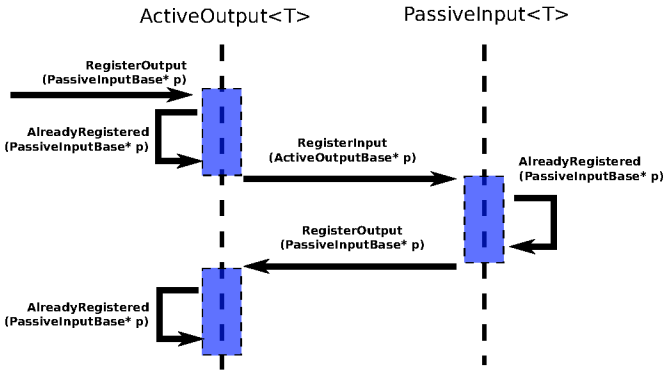 ActiveOutput<T>
PassiveInput<T>
RegisterOutput
(PassiveInputBase* p)
AlreadyRegistered
(PassiveInputBase* p)
RegisterInput
(ActiveOutputBase* p)
AlreadyRegistered
(PassiveInputBase* p)
RegisterOutput
(PassiveInputBase* p)
AlreadyRegistered
(PassiveInputBase* p)